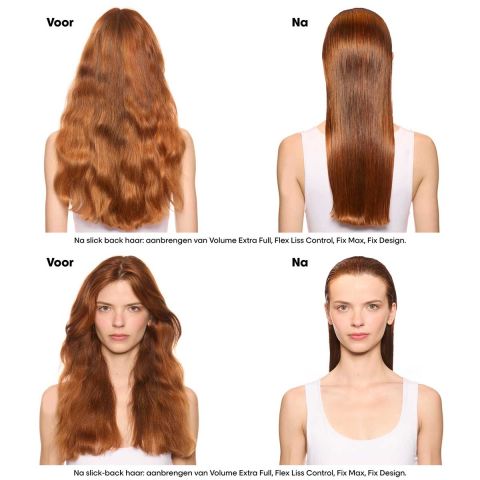 Voor Na
Na slick back haar: aanbrengen van Volume Extra Full, Flex Liss Control, Fix Max, Fix Design.
Voor Na
Na slick-back haar: aanbrengen van Volume Extra Full, Flex Liss Control, Fix Max, Fix Design.